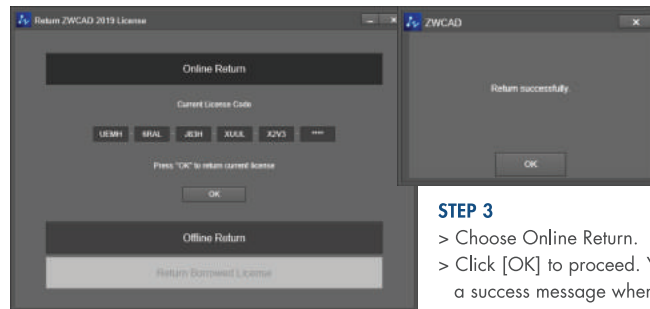 Return ZWCAD 2019 License
Online Return
Current License Code
UEMH 6RAL J83H XUUL X2V3 ****
Press "OK" to return current license
OK
Offline Return
Return Borrowed License
ZWCAD
Return successfully.
OK
STEP 3
> Choose Online Return.
> Click [OK] to proceed.
a success message